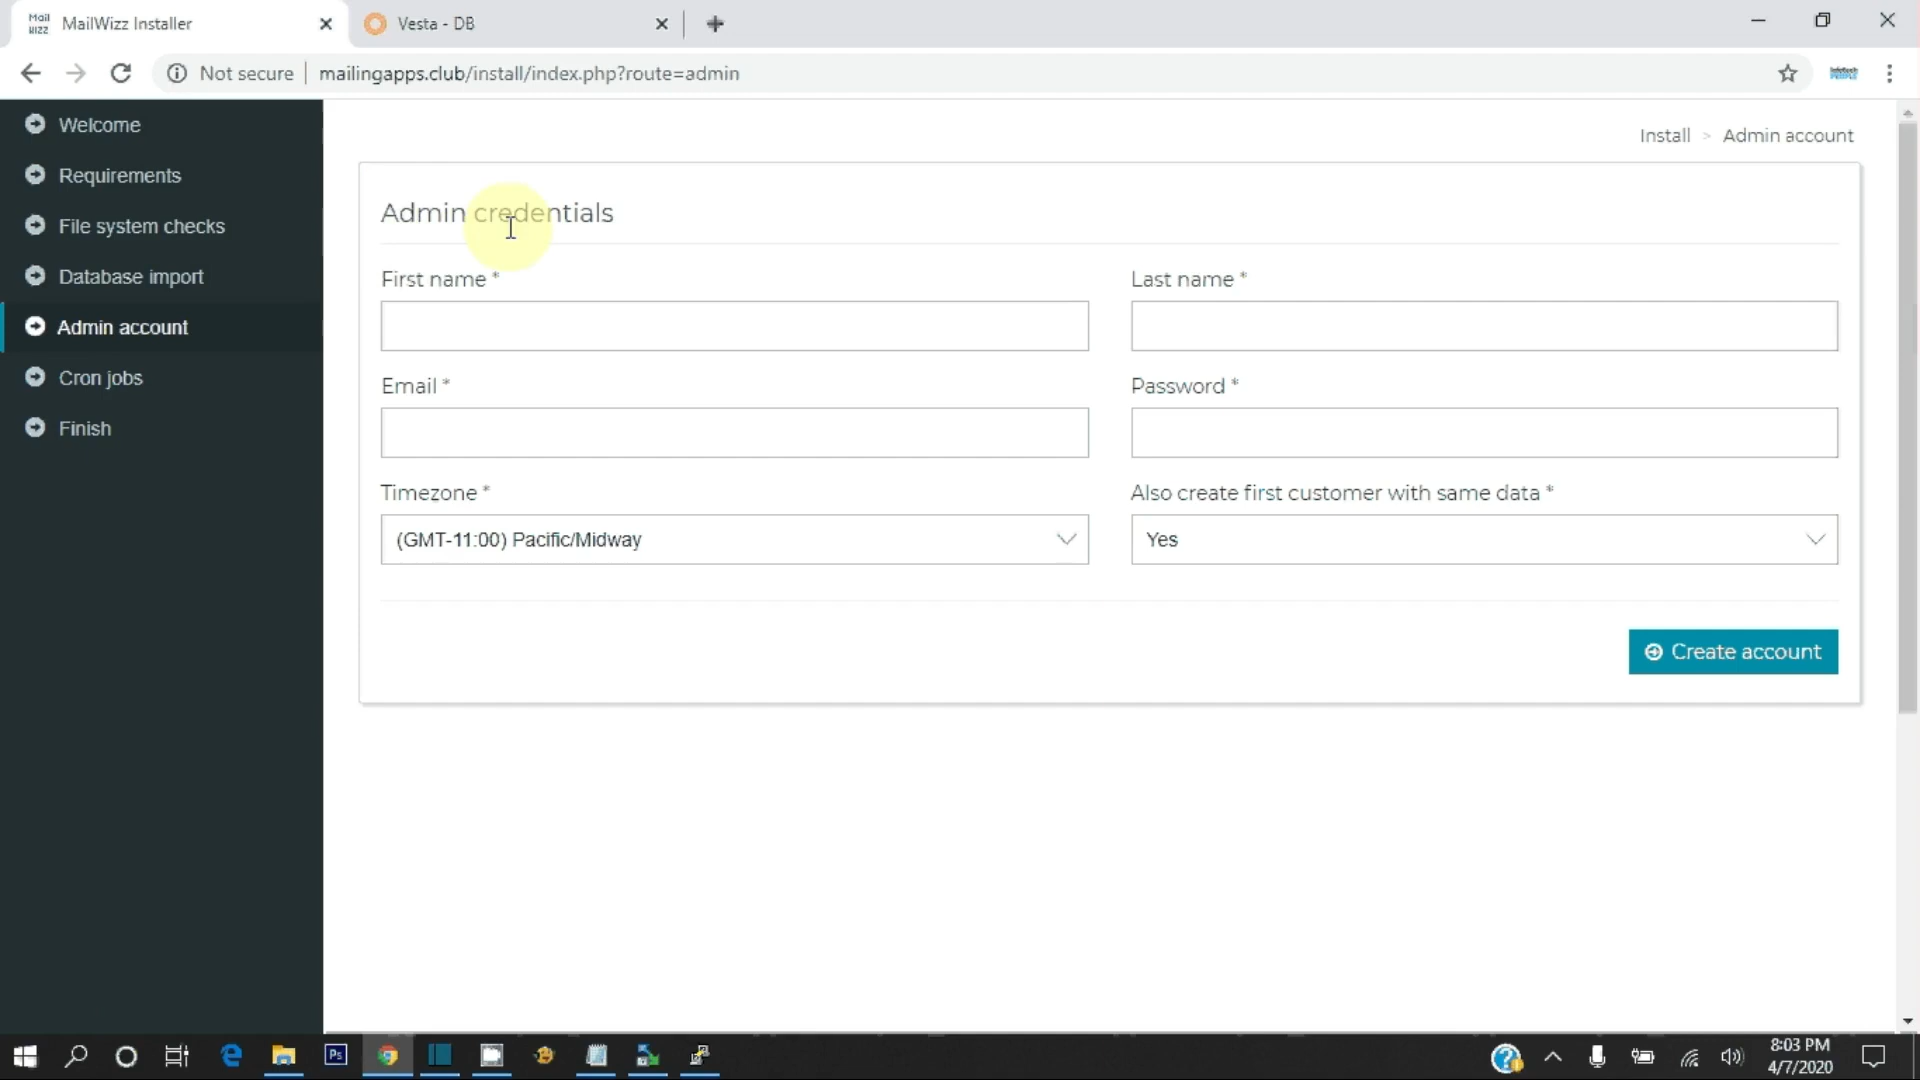 MailWizz Installer
Vesta - DB
Not secure
mailingapps.club/install/index.php?route=admin
Welcome
Requirements
File system checks
Database import
Admin account
Cron jobs
Finish
Install > Admin account
Admin credentials
First name *
Last name *
Email *
Password *
Timezone *
Also create first customer with same data *
(GMT-11:00) Pacific/Midway
Yes
Create account
Ps
8:03 PM
4/7/2020